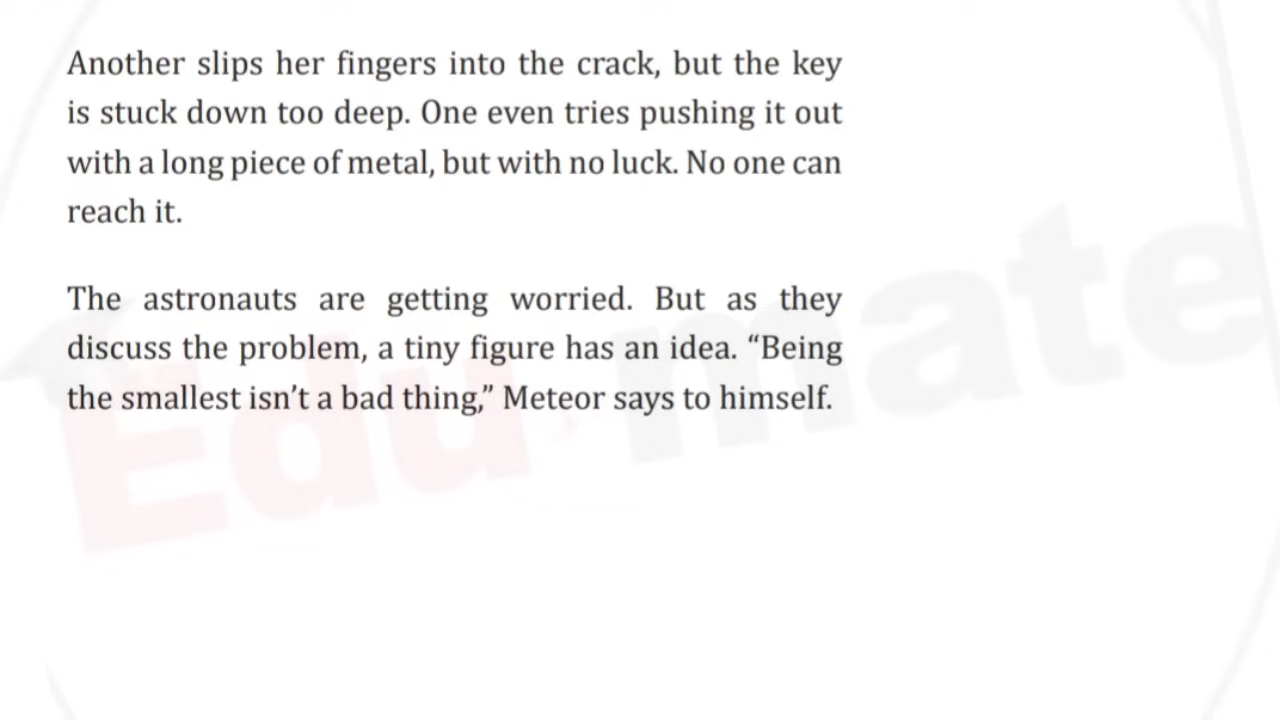 Another slips her fingers into the crack, but the key
is stuck down too deep. One even tries pushing it out
with a long piece of metal, but with no luck. No one can
reach it.
The astronauts are getting worried. But as they
discuss the problem, a tiny figure has an idea. “Being
the smallest isn’t a bad thing,” Meteor says to himself.
Edu mate